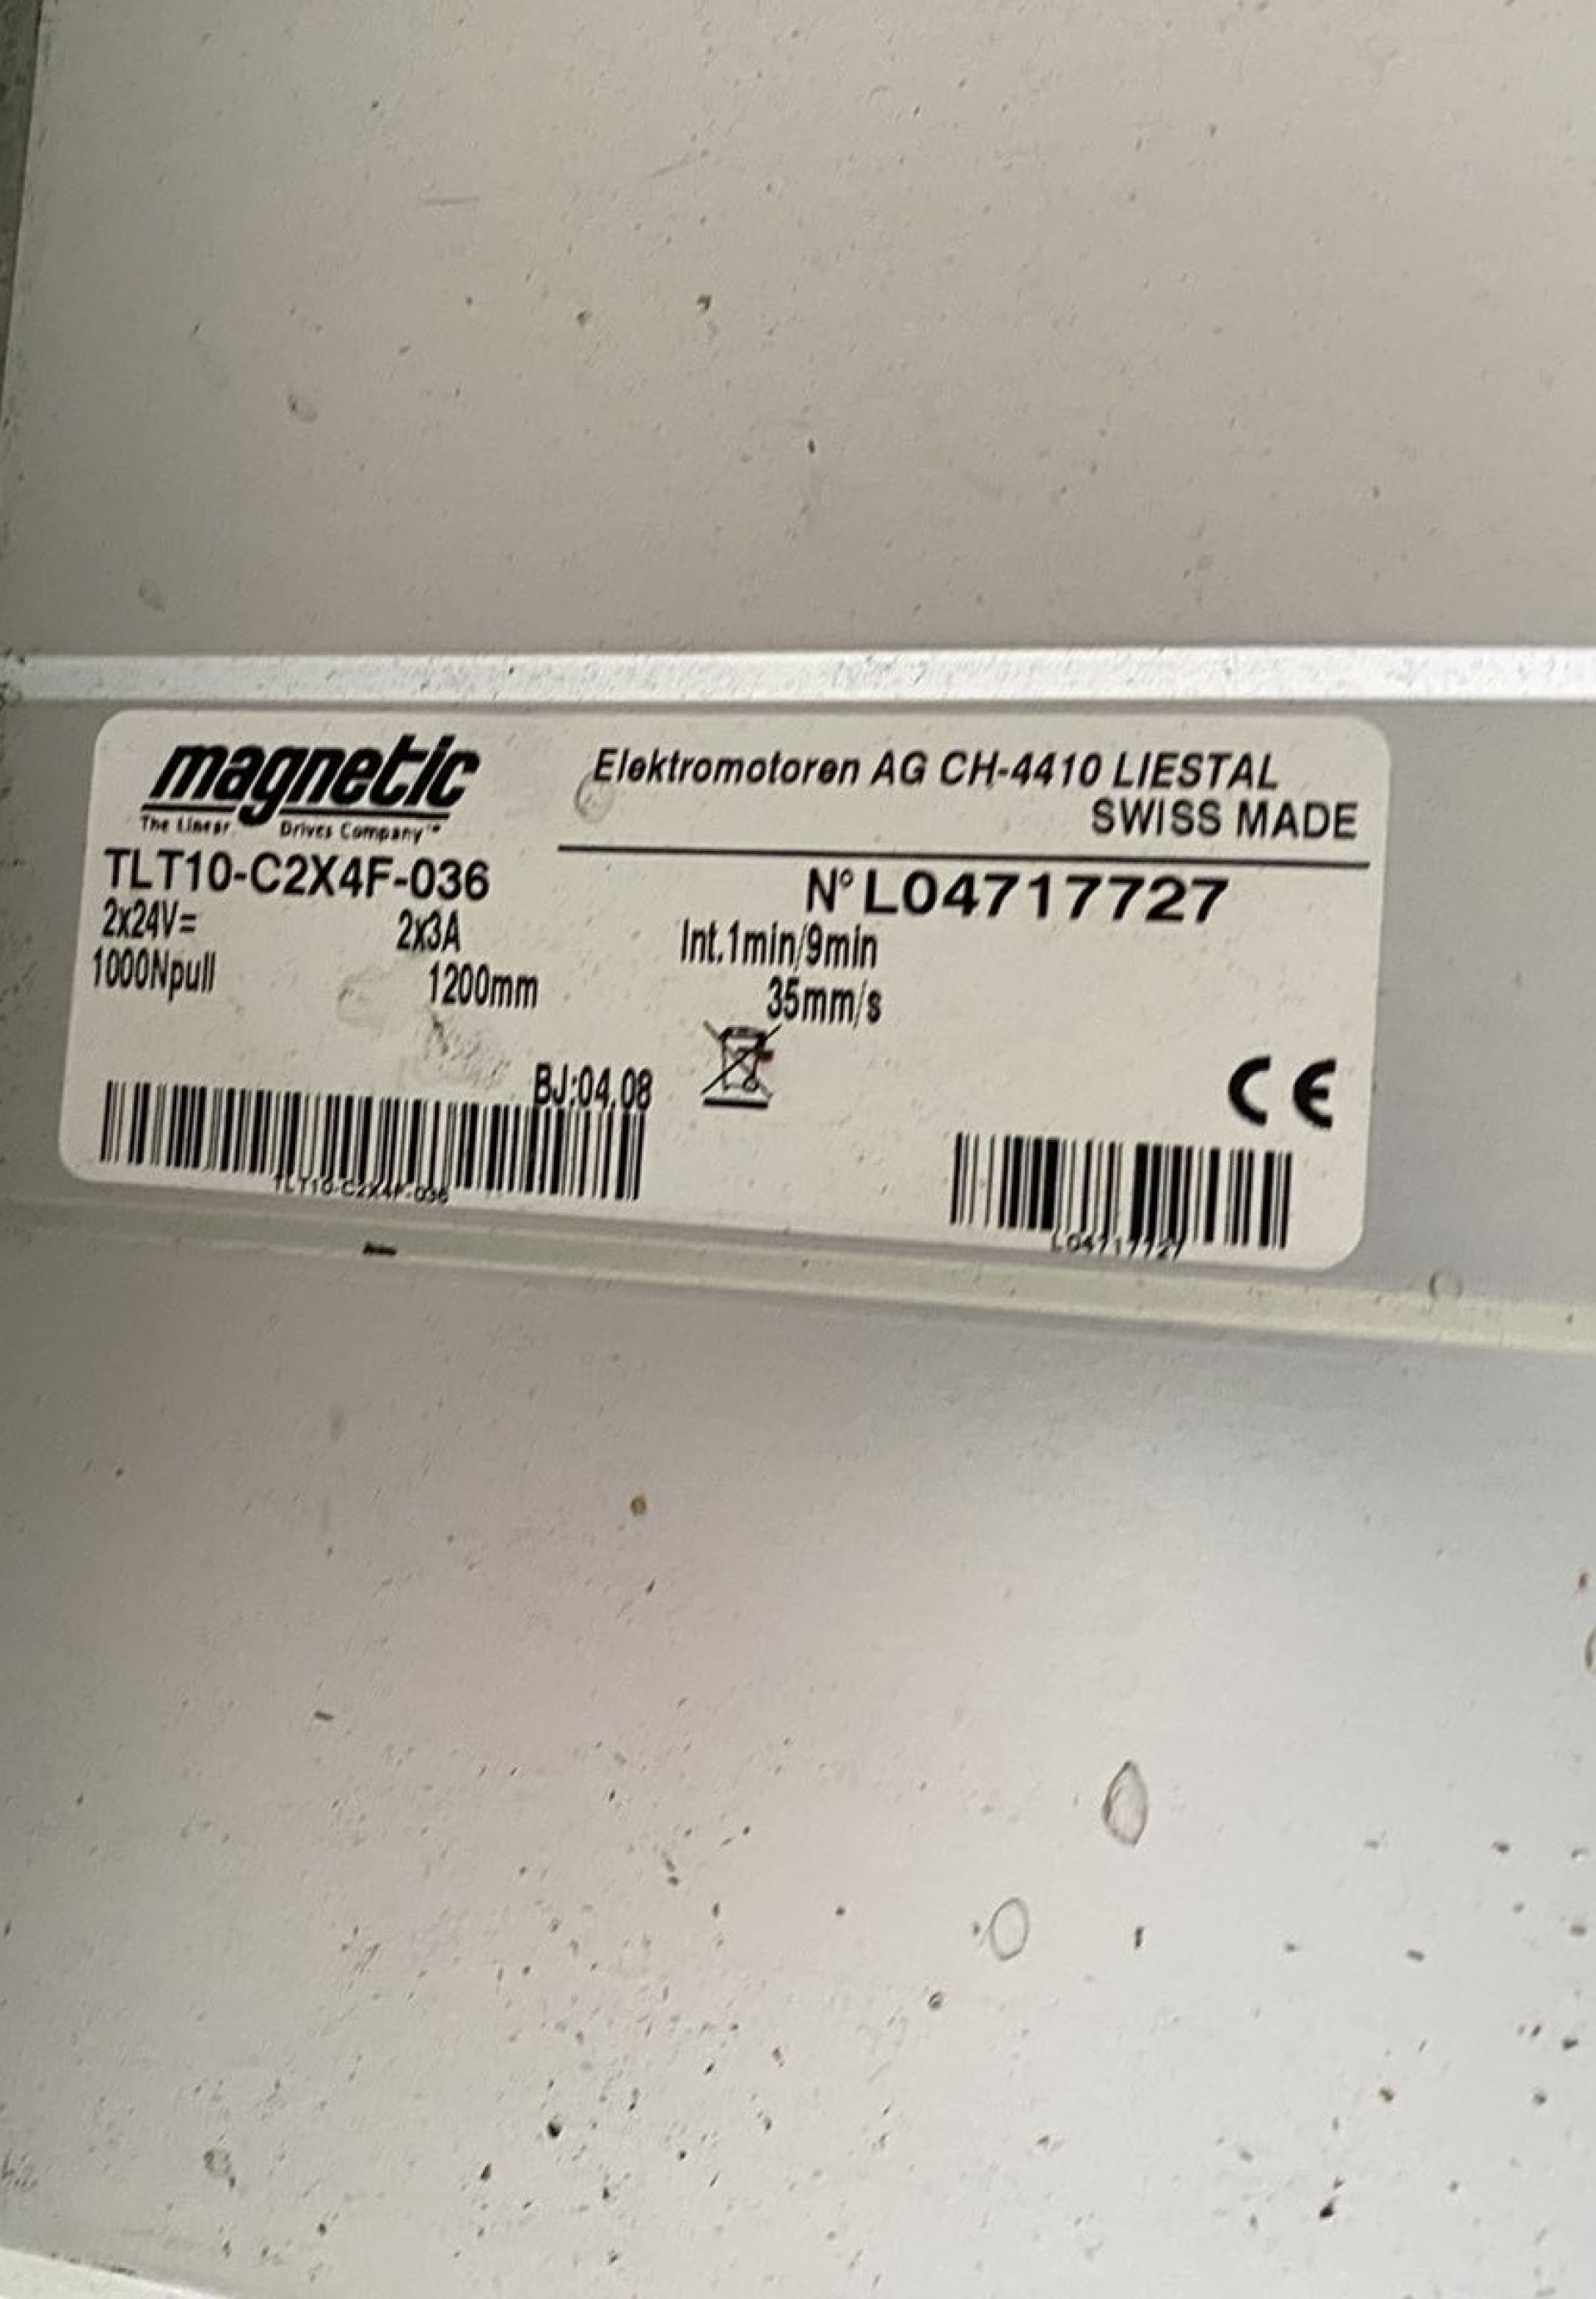 magnetic
The Linear Drives Company™
Elektromotoren AG CH-4410 LIESTAL
SWISS MADE
TLT10-C2X4F-036
N° L04717727
2x24V= 2x3A Int.1min/9min
1000Npull 1200mm 35mm/s
BJ:04.08
CE
TLT10-C2X4F-036
L04717727